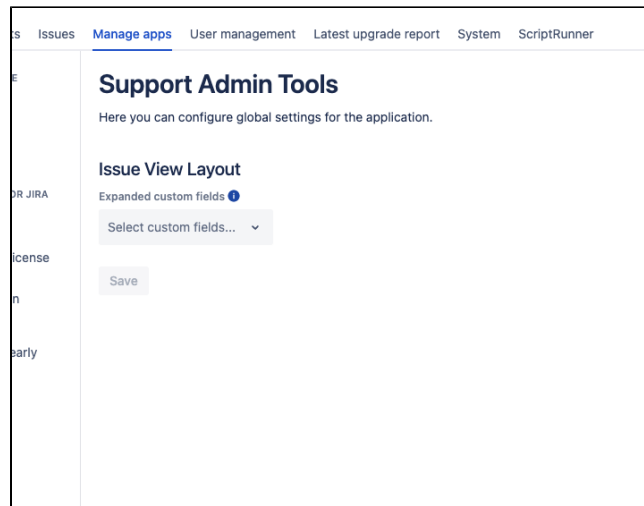 ts Issues Manage apps User management Latest upgrade report System ScriptRunner
E
OR JIRA
icense
n
early
Support Admin Tools
Here you can configure global settings for the application.
Issue View Layout
Expanded custom fields
Select custom fields...
Save